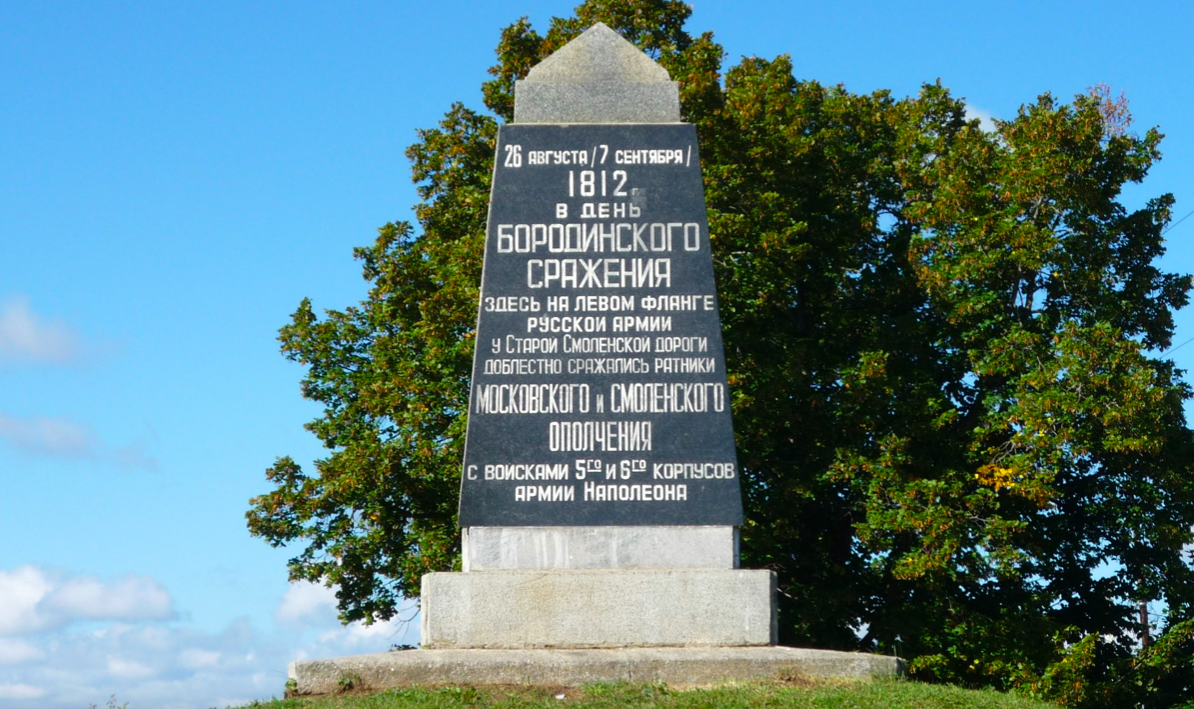 26 АВГУСТА /7 СЕНТЯБРЯ/
1812 г.
В ДЕНЬ
БОРОДИНСКОГО
СРАЖЕНИЯ
ЗДЕСЬ НА ЛЕВОМ ФЛАНГЕ
РУССКОЙ АРМИИ
У СТАРОЙ СМОЛЕНСКОЙ ДОРОГИ
ДОБЛЕСТНО СРАЖАЛИСЬ РАТНИКИ
МОСКОВСКОГО и СМОЛЕНСКОГО
ОПОЛЧЕНИЯ
С ВОЙСКАМИ 5ГО И 6ГО КОРПУСОВ
АРМИИ НАПОЛЕОНА